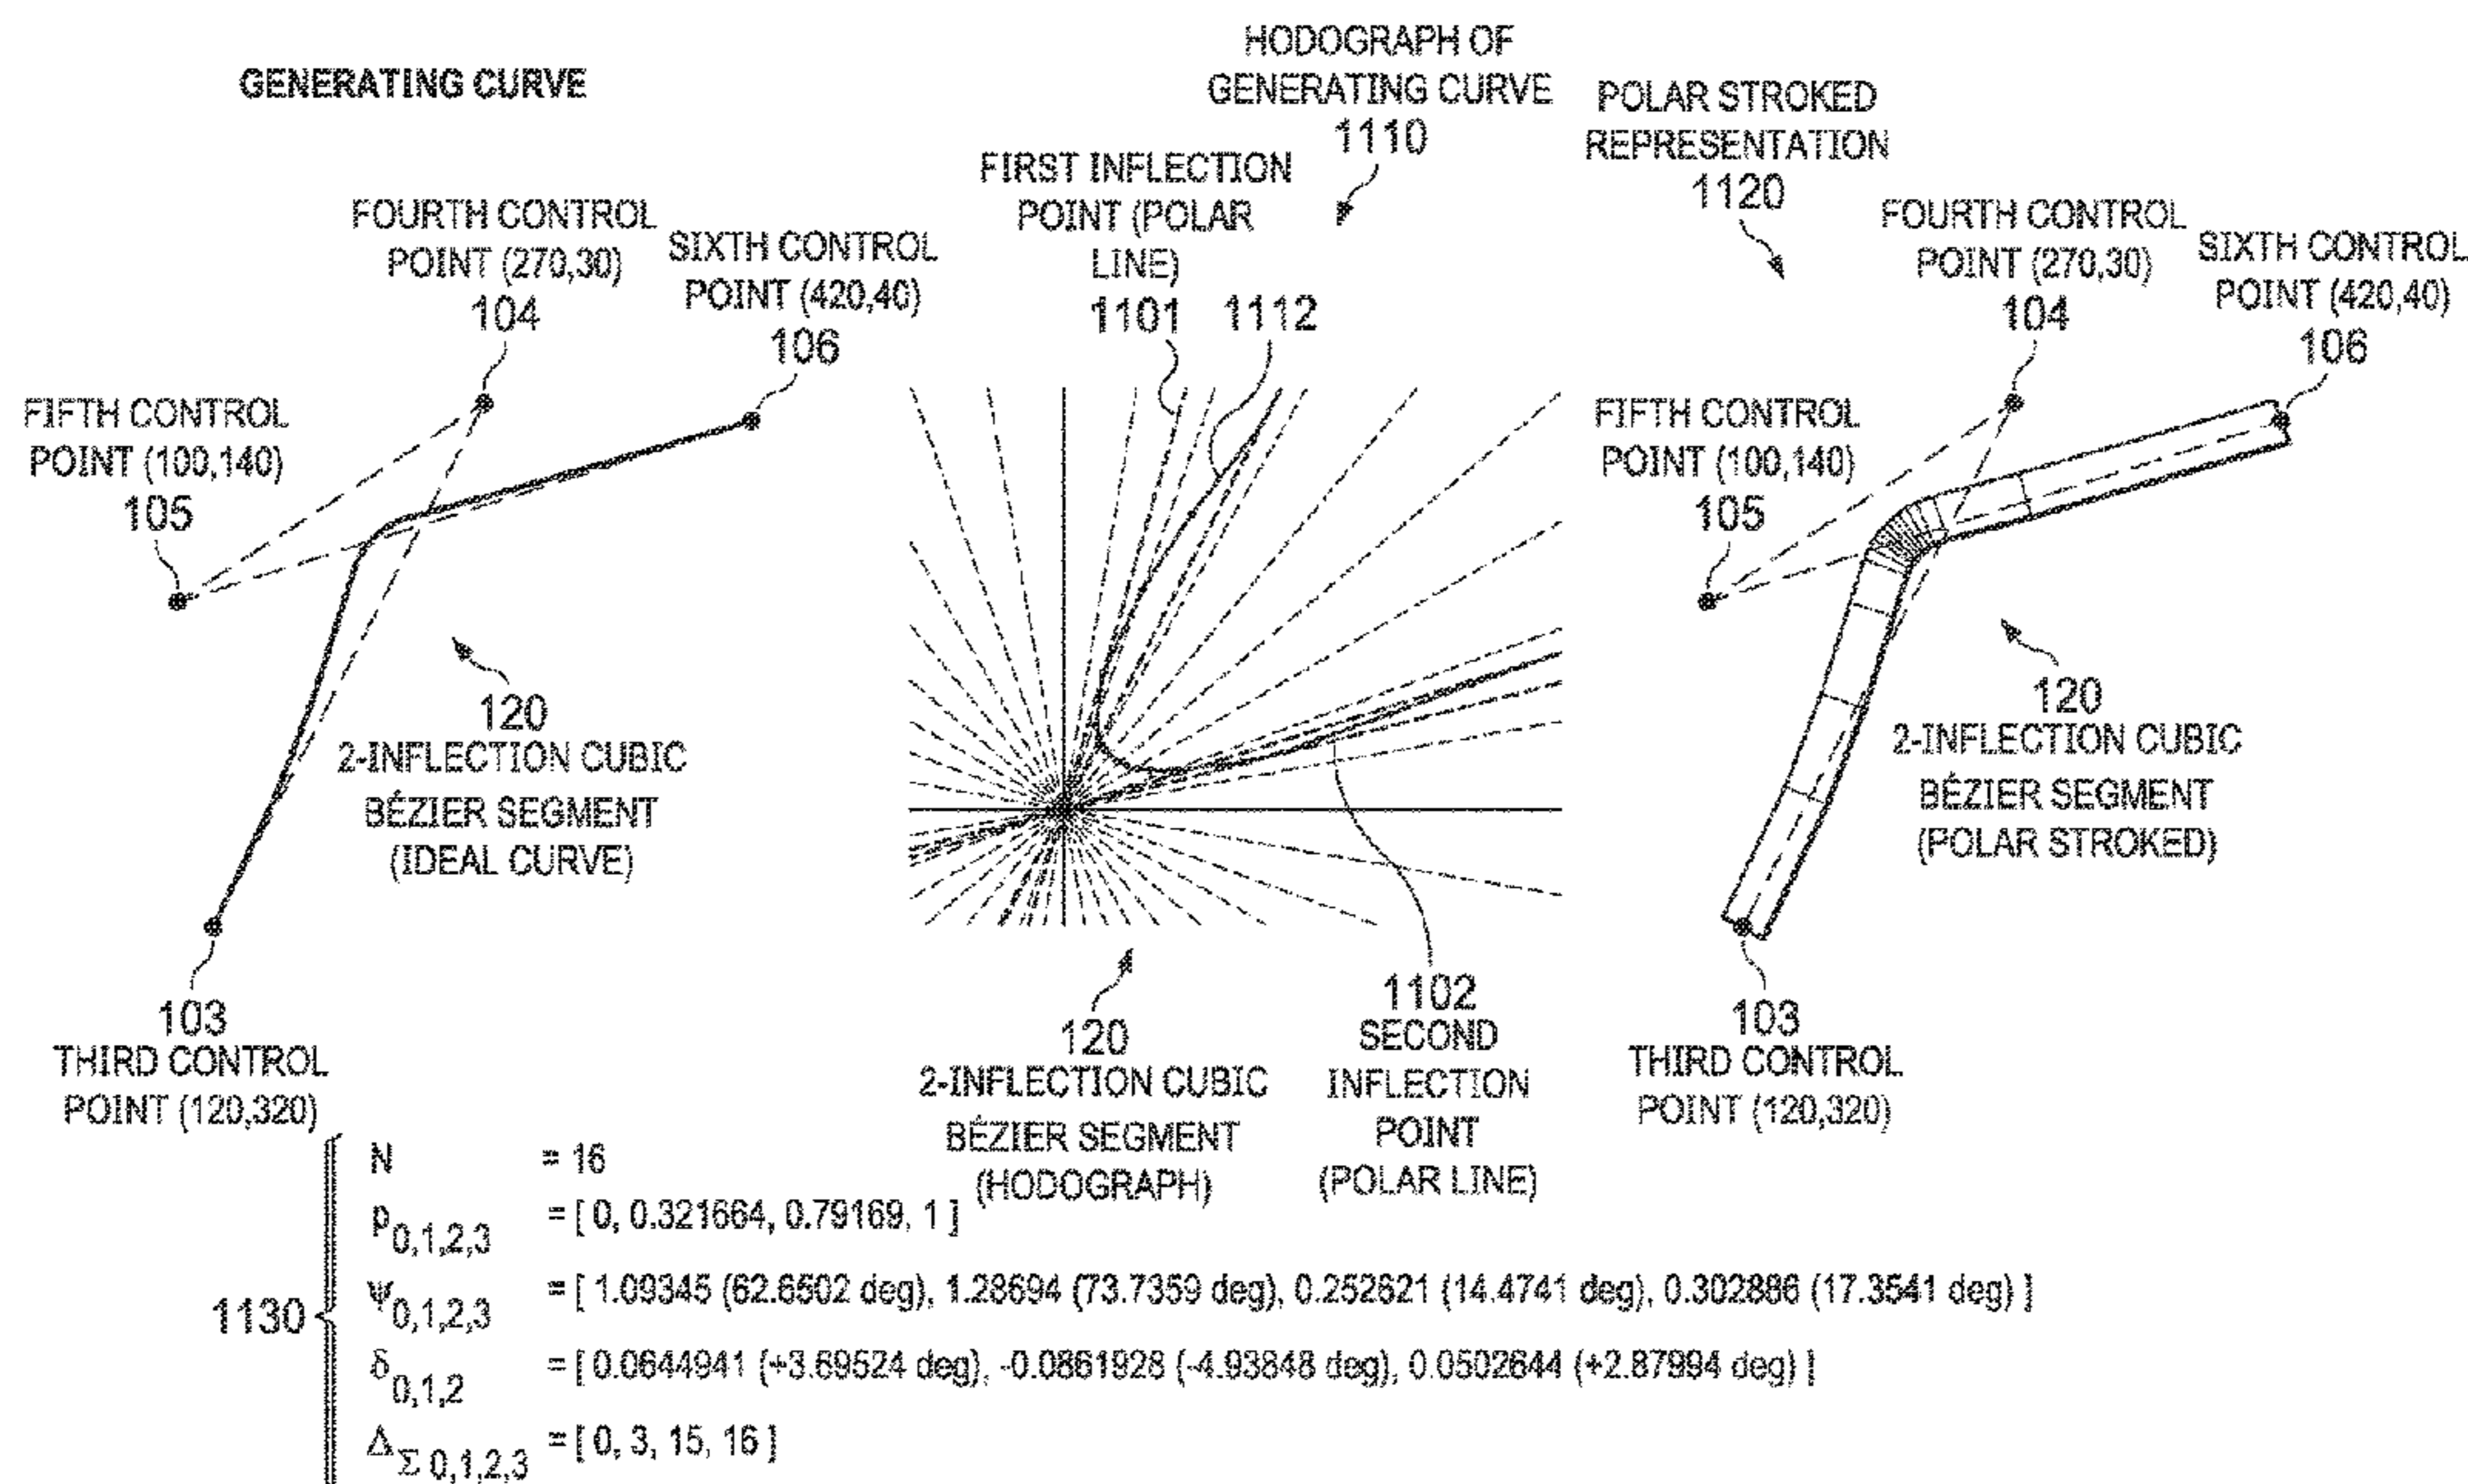 GENERATING CURVE
FOURTH CONTROL
POINT (270,30)
104
SIXTH CONTROL
POINT (420,40)
106
FIFTH CONTROL
POINT (100,140)
105
120
2-INFLECTION CUBIC
BÉZIER SEGMENT
(IDEAL CURVE)
103
THIRD CONTROL
POINT (120,320)
HODOGRAPH OF
GENERATING CURVE
1110
FIRST INFLECTION
POINT (POLAR
LINE)
1101
1112
120
2-INFLECTION CUBIC
BÉZIER SEGMENT
(HODOGRAPH)
1102
SECOND
INFLECTION
POINT
(POLAR LINE)
POLAR STROKED
REPRESENTATION
1120
FOURTH CONTROL
POINT (270,30)
104
SIXTH CONTROL
POINT (420,40)
106
FIFTH CONTROL
POINT (100,140)
105
120
2-INFLECTION CUBIC
BÉZIER SEGMENT
(POLAR STROKED)
103
THIRD CONTROL
POINT (120,320)
1130
N = 16
p0,1,2,3 = [ 0, 0.321664, 0.79169, 1 ]
Ψ0,1,2,3 = [ 1.09345 (62.6502 deg), 1.28694 (73.7359 deg), 0.252621 (14.4741 deg), 0.302886 (17.3541 deg) ]
δ0,1,2 = [ 0.0644941 (+3.69524 deg), -0.0861928 (-4.93848 deg), 0.0502644 (+2.87994 deg) ]
ΔΣ 0,1,2,3 = [ 0, 3, 15, 16 ]